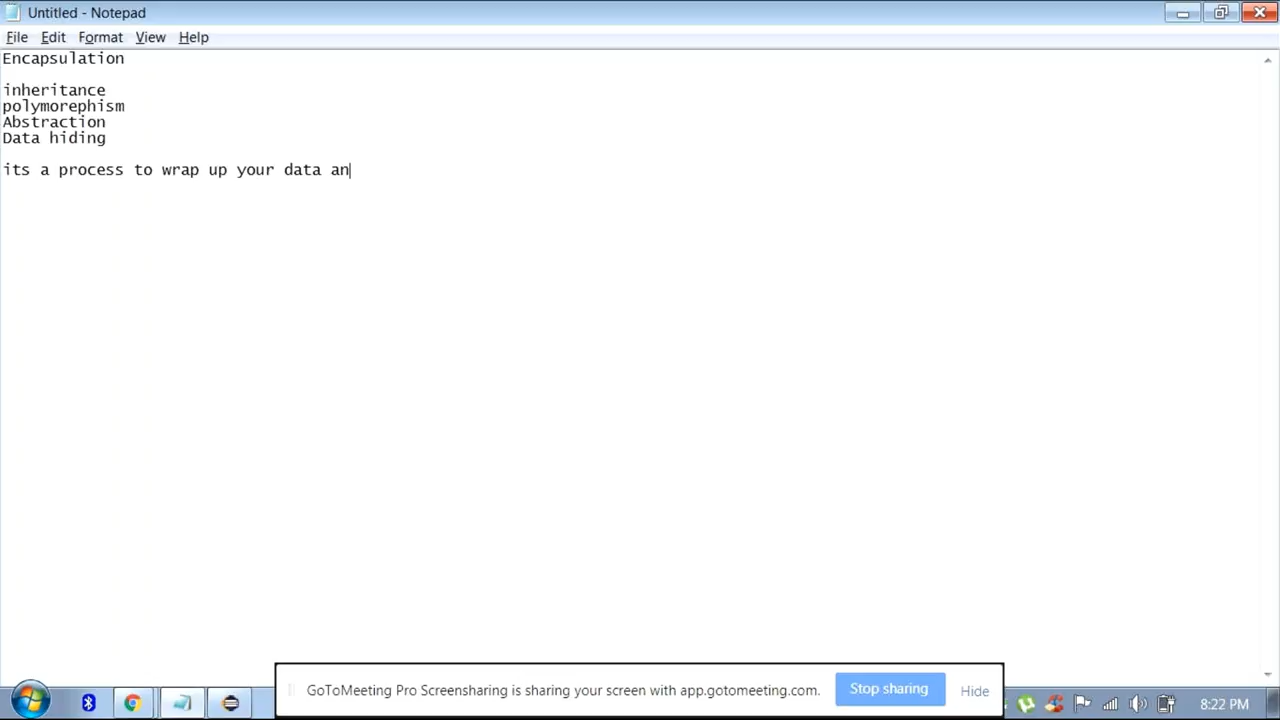 Untitled - Notepad
File Edit Format View Help
Encapsulation
inheritance
polymorephism
Abstraction
Data hiding
its a process to wrap up your data an
GoToMeeting Pro Screensharing is sharing your screen with app.gotomeeting.com.
Stop sharing
Hide
8:22 PM